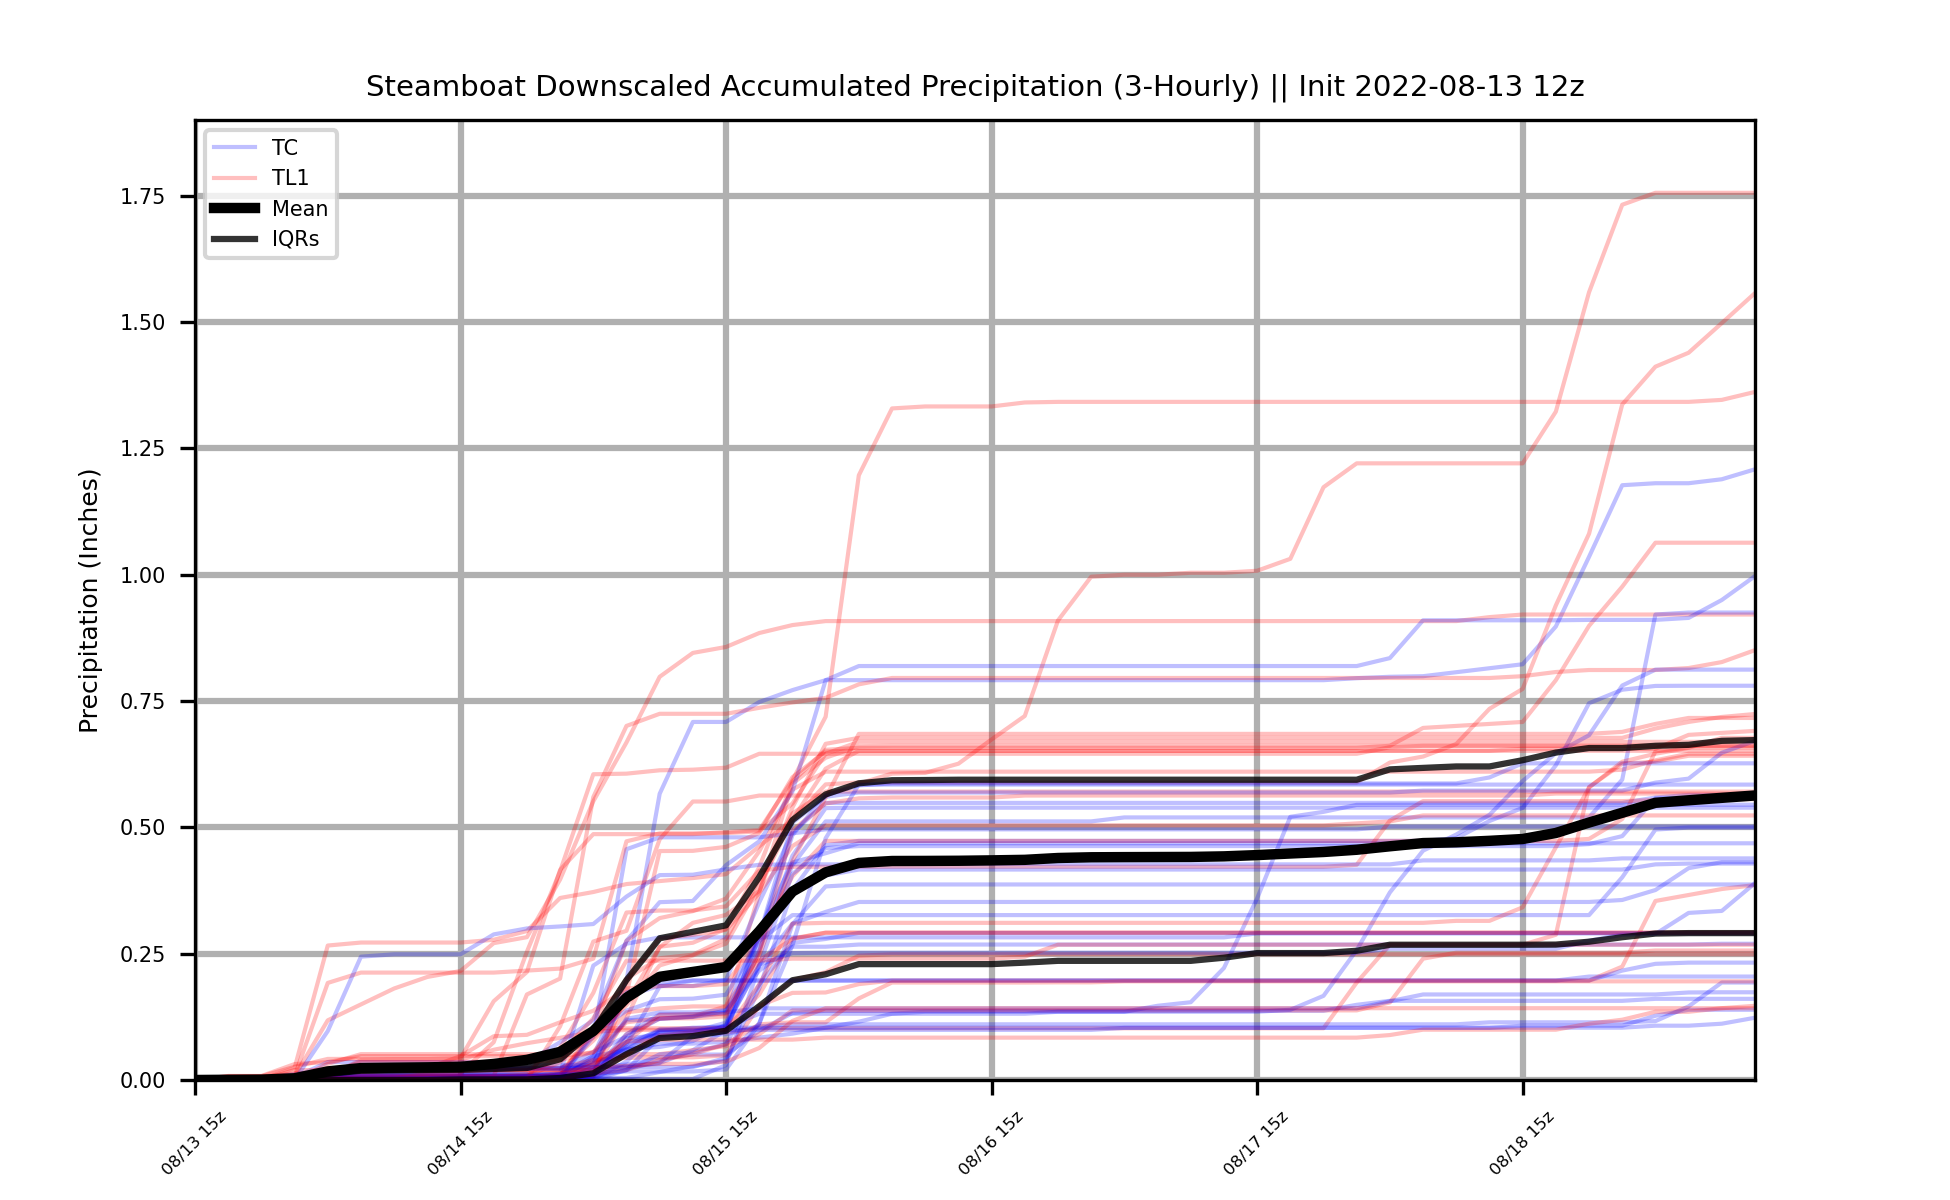 Steamboat Downscaled Accumulated Precipitation (3-Hourly) || Init 2022-08-13 12z
TC
TL1
Mean
IQRs
Precipitation (Inches)
1.75
1.50
1.25
1.00
0.75
0.50
0.25
0.00
08/13 15z
08/14 15z
08/15 15z
08/16 15z
08/17 15z
08/18 15z